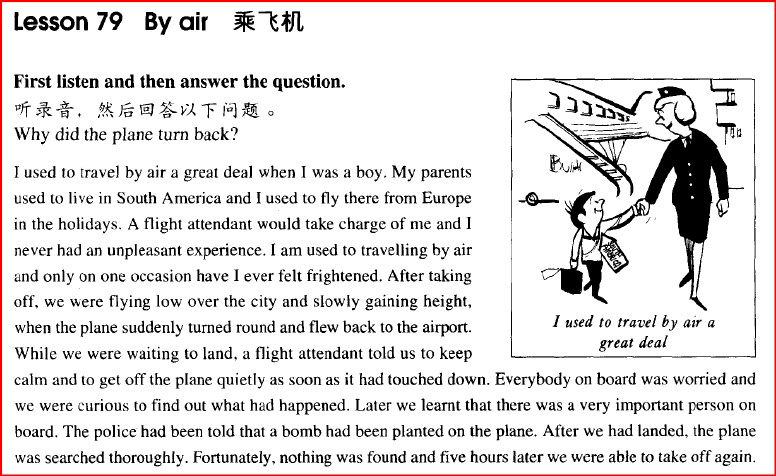 Lesson 79 By air 乘飞机
First listen and then answer the question.
听录音，然后回答以下问题。
Why did the plane turn back?
I used to travel by air a great deal when I was a boy. My parents
used to live in South America and I used to fly there from Europe
in the holidays. A flight attendant would take charge of me and I
never had an unpleasant experience. I am used to travelling by air
and only on one occasion have I ever felt frightened. After taking
off, we were flying low over the city and slowly gaining height,
when the plane suddenly turned round and flew back to the airport.
While we were waiting to land, a flight attendant told us to keep
calm and to get off the plane quietly as soon as it had touched down. Everybody on board was worried and
we were curious to find out what had happened. Later we learnt that there was a very important person on
board. The police had been told that a bomb had been planted on the plane. After we had landed, the plane
was searched thoroughly. Fortunately, nothing was found and five hours later we were able to take off again.
I used to travel by air a
great deal